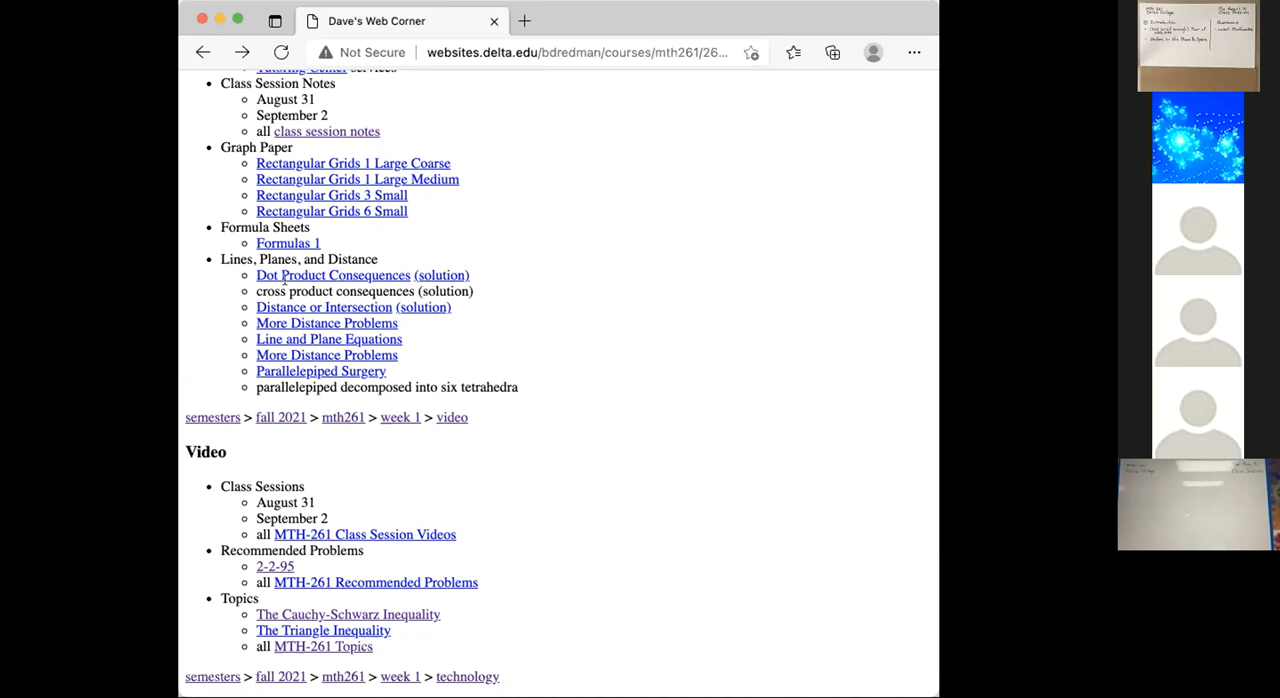 Dave's Web Corner
Not Secure websites.delta.edu/bdredman/courses/mth261/26...
Tutoring Center services
Class Session Notes
August 31
September 2
all class session notes
Graph Paper
Rectangular Grids 1 Large Coarse
Rectangular Grids 1 Large Medium
Rectangular Grids 3 Small
Rectangular Grids 6 Small
Formula Sheets
Formulas 1
Lines, Planes, and Distance
Dot Product Consequences (solution)
cross product consequences (solution)
Distance or Intersection (solution)
More Distance Problems
Line and Plane Equations
More Distance Problems
Parallelepiped Surgery
parallelepiped decomposed into six tetrahedra
semesters > fall 2021 > mth261 > week 1 > video
Video
Class Sessions
August 31
September 2
all MTH-261 Class Session Videos
Recommended Problems
2-2-95
all MTH-261 Recommended Problems
Topics
The Cauchy-Schwarz Inequality
The Triangle Inequality
all MTH-261 Topics
semesters > fall 2021 > mth261 > week 1 > technology